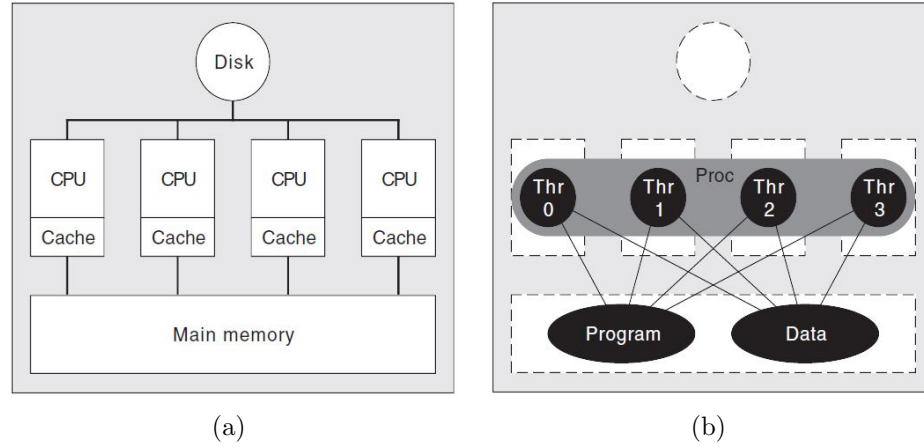 Disk
CPU CPU CPU CPU
Cache Cache Cache Cache
Main memory
(a)
Proc
Thr Thr Thr Thr
0 1 2 3
Program Data
(b)